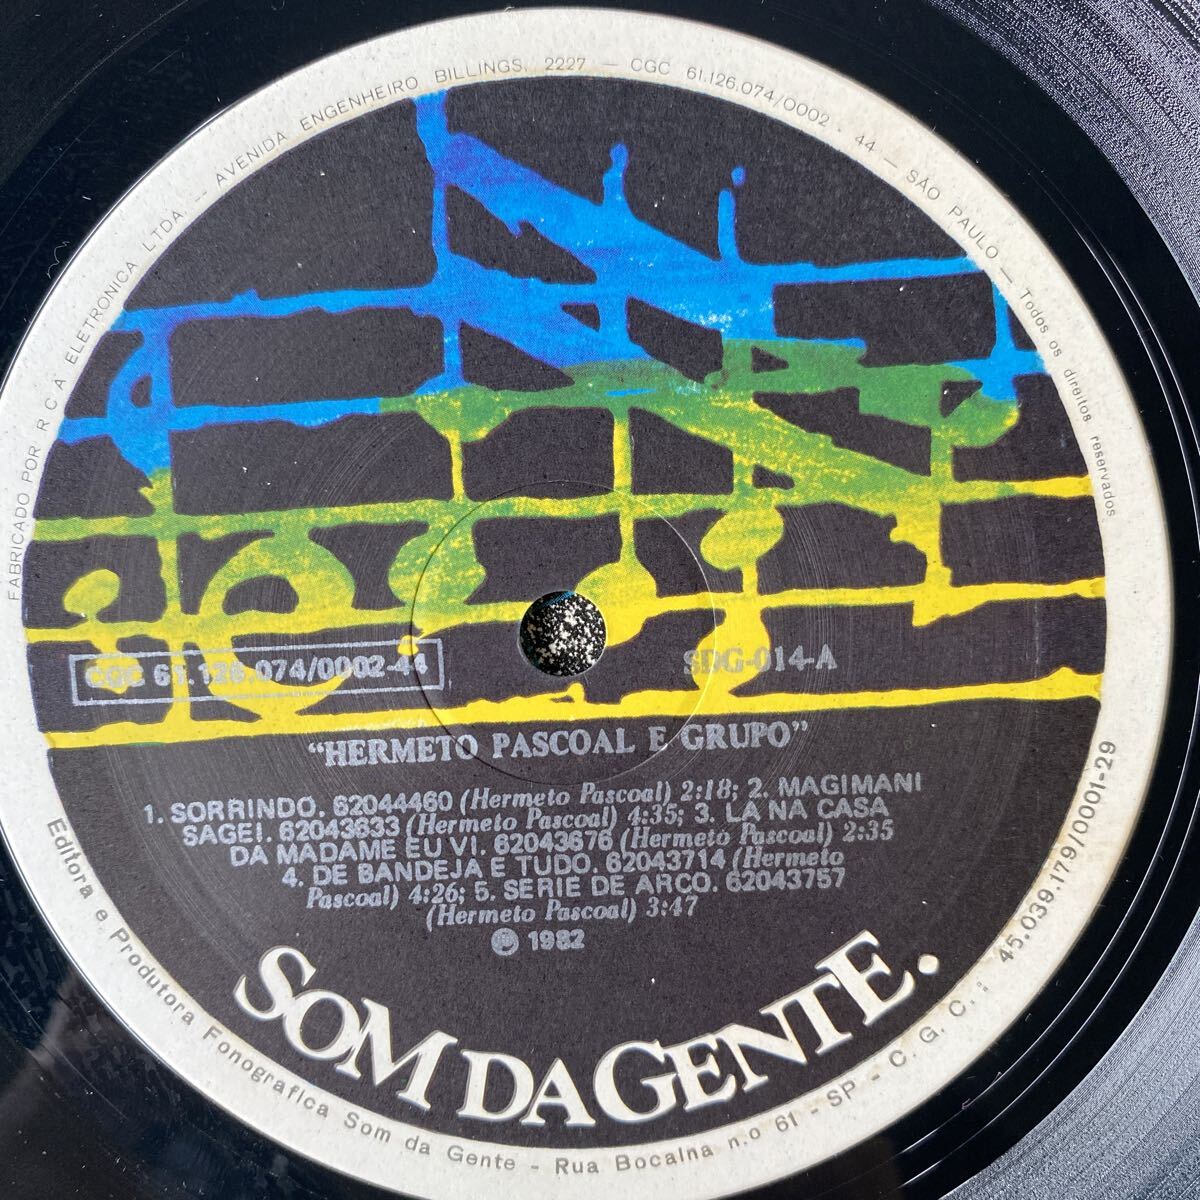 FABRICADO POR RCA ELETRONICA LTDA. — AVENIDA ENGENHEIRO BILLINGS, 2227 — CGC 61.126.074/0002-44 — SÃO PAULO — Todos os direitos reservados
CGC 61.126.074/0002-44
SDG-014-A
"HERMETO PASCOAL E GRUPO"
1. SORRINDO. 62044460 (Hermeto Pascoal) 2:18; 2. MAGIMANI
SAGEI. 62043633 (Hermeto Pascoal) 4:35; 3. LA NA CASA
DA MADAME EU VI. 62043676 (Hermeto Pascoal) 2:35
4. DE BANDEJA E TUDO. 62043714 (Hermeto
Pascoal) 4:26; 5. SERIE DE ARCO. 62043757
(Hermeto Pascoal) 3:47
℗ 1982
SOM DA GENTE.
Editora e Produtora Fonografica Som da Gente - Rua Bocaina n.o 61 - SP - C.G.C.: 45.039.179/0001-29